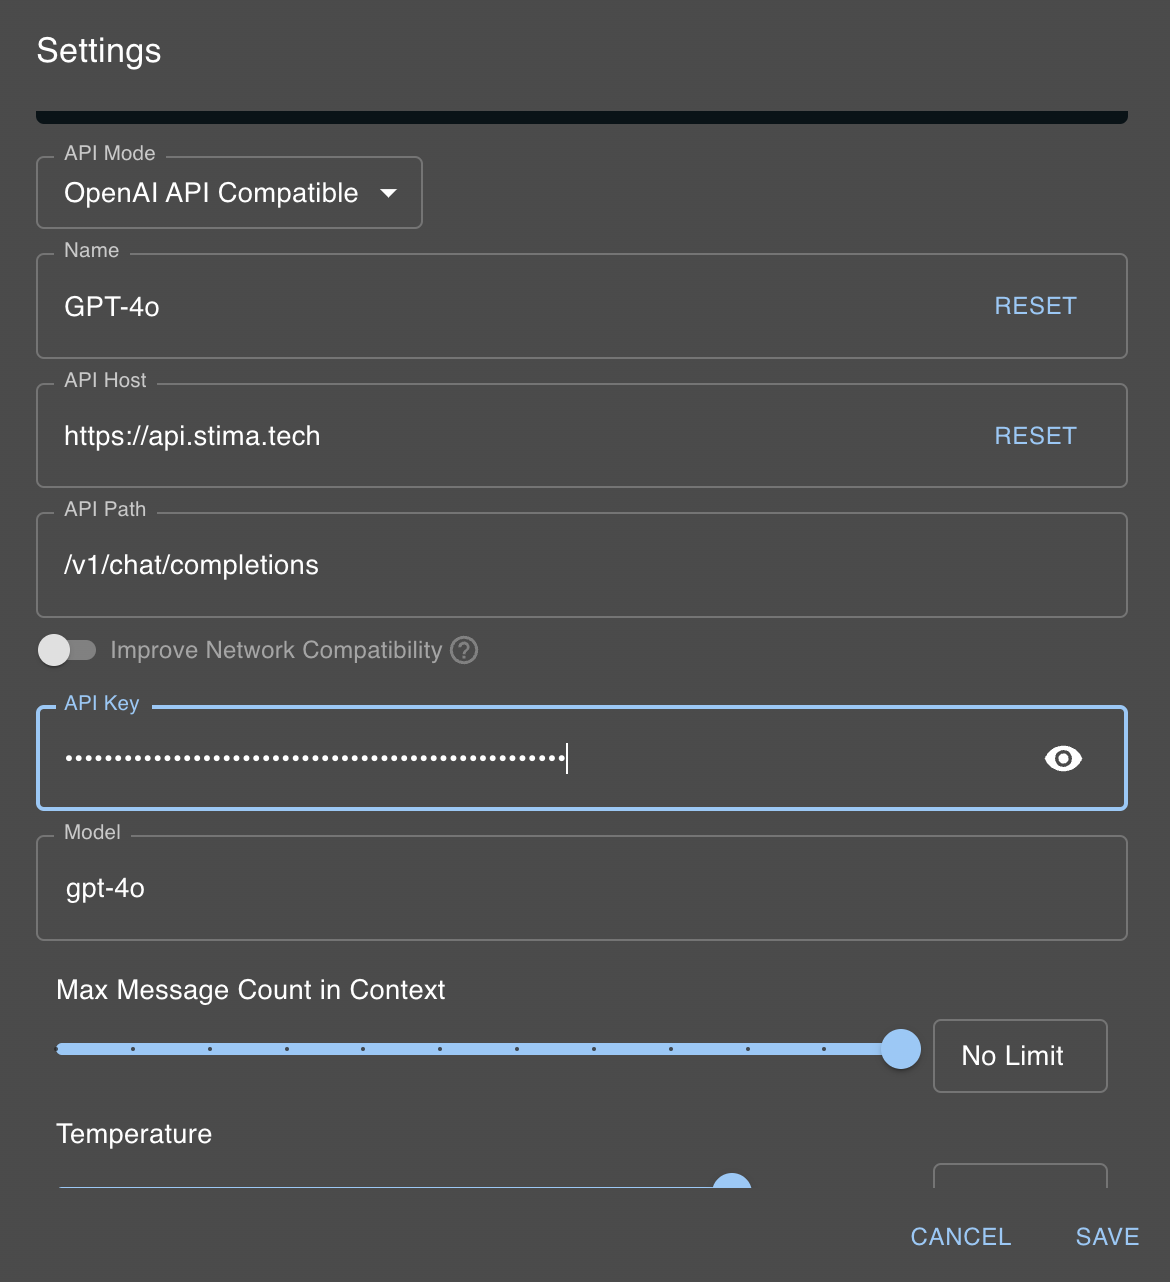 Settings
API Mode
OpenAI API Compatible
Name
GPT-4o
RESET
API Host
https://api.stima.tech
RESET
API Path
/v1/chat/completions
Improve Network Compatibility ?
API Key
••••••••••••••••••••••••••••••••••••••••••••••••••••
Model
gpt-4o
Max Message Count in Context
No Limit
Temperature
CANCEL
SAVE